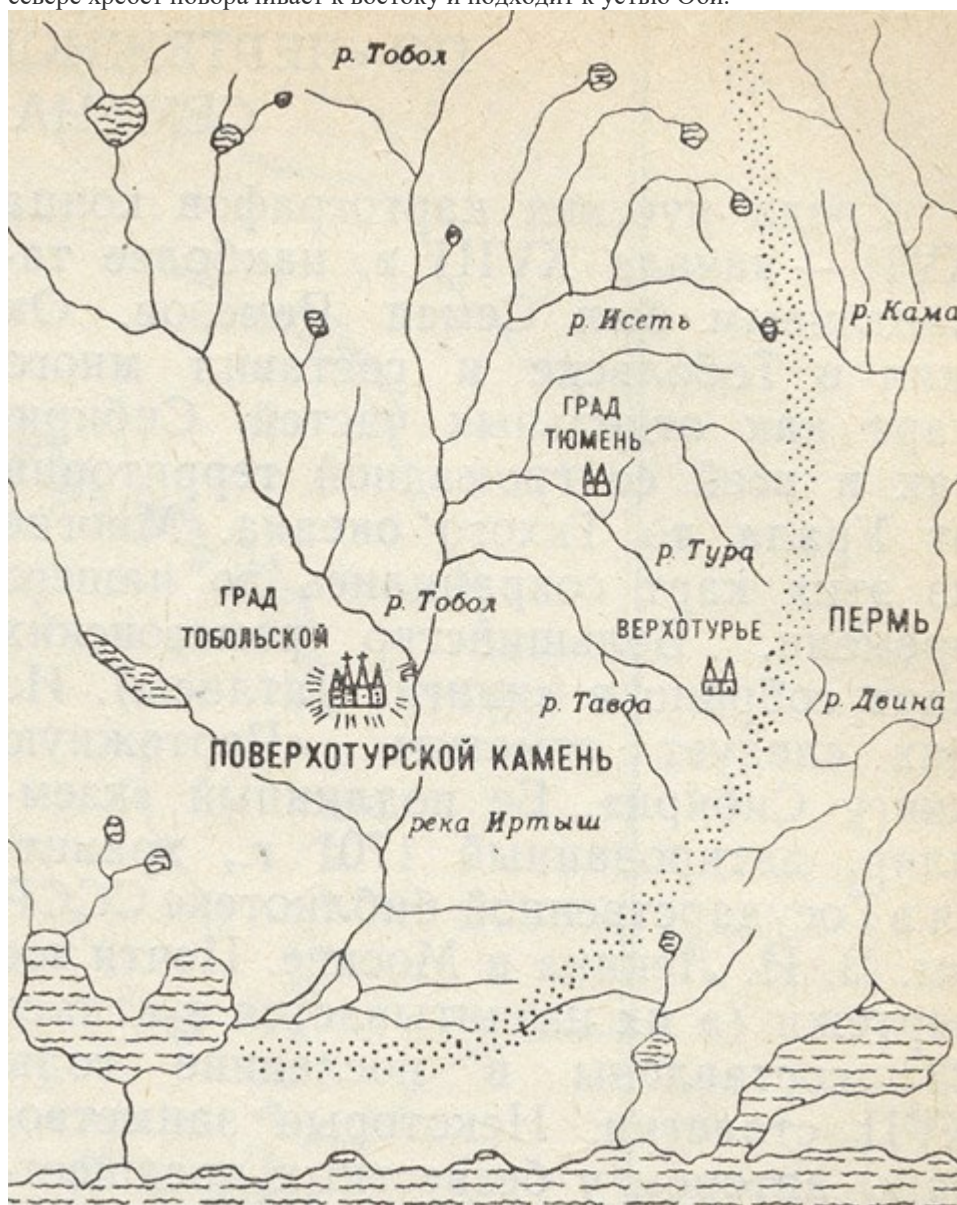 севере хребет поворачивает к востоку и подходит к устью Оби.
р. Тобол
р. Исеть
р. Кама
ГРАД
ТЮМЕНЬ
р. Тура
ГРАД
ТОБОЛЬСКОЙ
р. Тобол
ВЕРХОТУРЬЕ
ПЕРМЬ
р. Тавда
р. Двина
ПОВЕРХОТУРСКОЙ КАМЕНЬ
река Иртыш